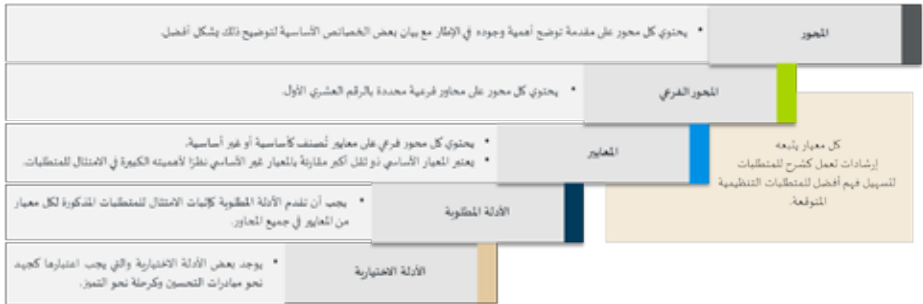 المحور
• يحتوي كل محور على مقدمة توضح أهمية وجوده في الإطار مع بيان بعض الخصائص الأساسية لتوضيح ذلك بشكل أفضل.
المحور الفرعي
• يحتوي كل محور على محاور فرعية محددة بالرقم العشري الأول.
المعايير
• يحتوي كل محور فرعي على معايير تُصنف كأساسية أو غير أساسية.
• يعتبر المعيار الأساسي ذو ثقل أكبر مقارنة بالمعيار غير الأساسي نظرًا لأهميته الكبيرة في الامتثال للمتطلبات.
كل معيار يتبعه
إرشادات تعمل كشرح للمتطلبات
لتسهيل فهم أفضل للمتطلبات التنظيمية
المتوقعة.
الأدلة المطلوبة
• يجب أن تقدم الأدلة المطلوبة كإثبات الامتثال للمتطلبات المذكورة لكل معيار
من المعايير في جميع المحاور.
الأدلة الاختيارية
• يوجد بعض الأدلة الاختيارية والتي يجب اعتبارها كجهد
نحو مبادرات التحسين وكرحلة نحو التميز.